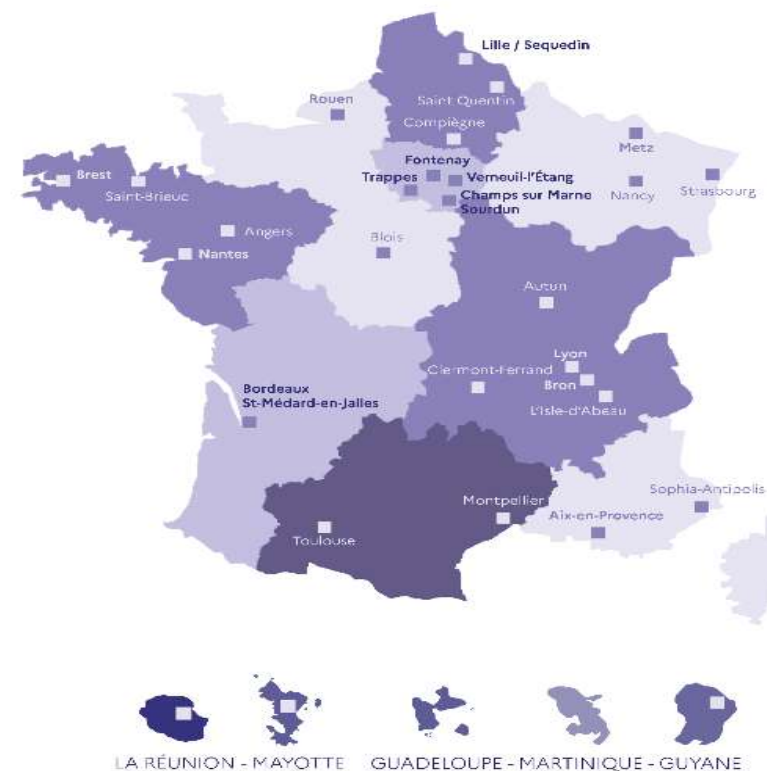 Lille / Sequedin
Saint Quentin
Rouen
Compiègne
Metz
Fontenay
Trappes
Verneuil-l'Étang
Brest
Saint-Brieuc
Champs sur Marne
Sourdun
Nancy
Strasbourg
Angers
Nantes
Blois
Autun
Lyon
Clermont-Ferrand
Bron
L'Isle-d'Abeau
Bordeaux
St-Médard-en-Jalles
Montpellier
Sophia-Antipolis
Aix-en-Provence
Toulouse
LA RÉUNION - MAYOTTE
GUADELOUPE - MARTINIQUE - GUYANE